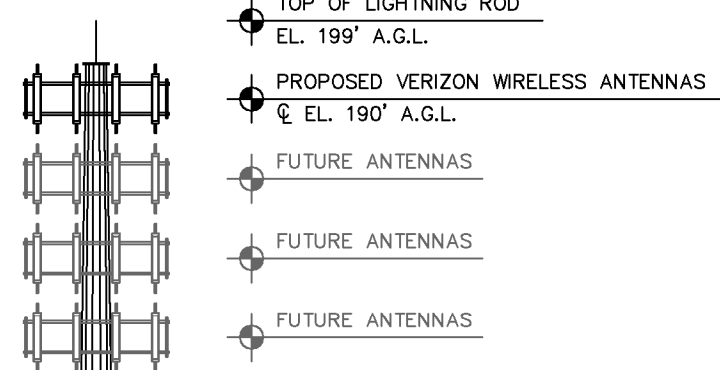 TOP OF LIGHTNING ROD
EL. 199' A.G.L.
PROPOSED VERIZON WIRELESS ANTENNAS
℄ EL. 190' A.G.L.
FUTURE ANTENNAS
FUTURE ANTENNAS
FUTURE ANTENNAS